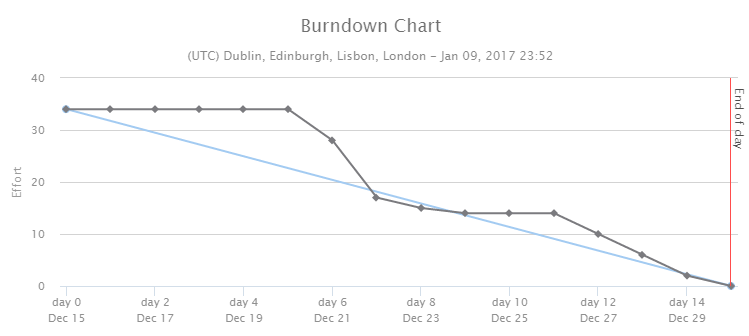 Burndown Chart
(UTC) Dublin, Edinburgh, Lisbon, London - Jan 09, 2017 23:52
40
30
20
10
0
Effort
End of day
day 0 day 2 day 4 day 6 day 8 day 10 day 12 day 14
Dec 15 Dec 17 Dec 19 Dec 21 Dec 23 Dec 25 Dec 27 Dec 29